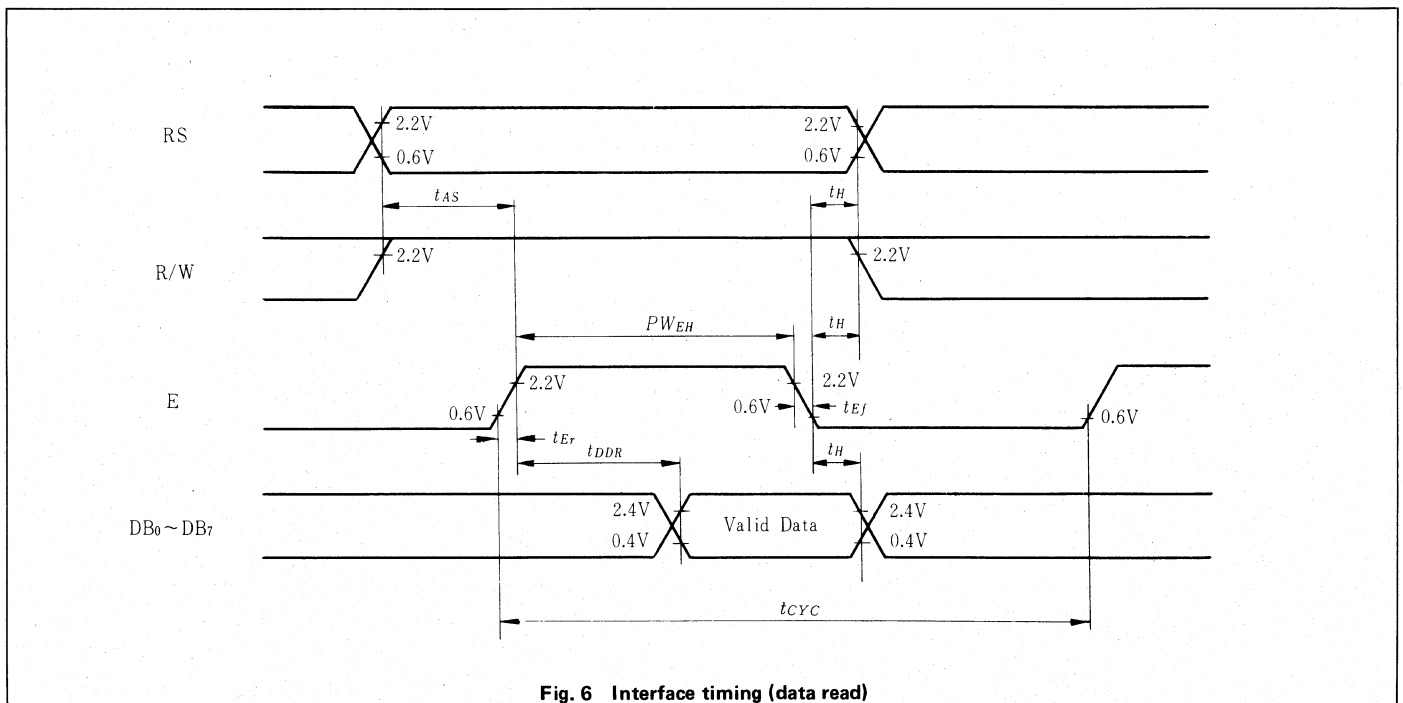 RS
2.2V
0.6V
2.2V
0.6V
tAS
tH
R/W
2.2V
2.2V
PWEH
tH
E
2.2V
0.6V
2.2V
0.6V
tEf
0.6V
tEr
tDDR
tH
DB0~DB7
2.4V
0.4V
Valid Data
2.4V
0.4V
tCYC
Fig. 6 Interface timing (data read)